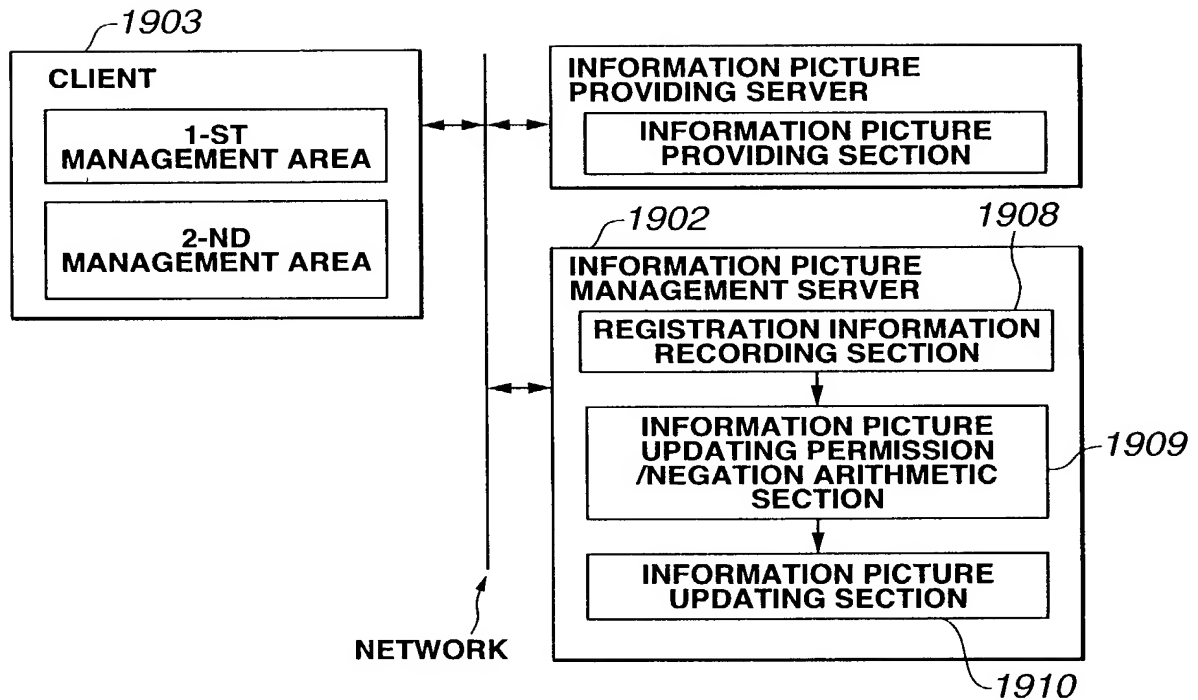 1903
CLIENT
1-ST
MANAGEMENT AREA
2-ND
MANAGEMENT AREA
INFORMATION PICTURE
PROVIDING SERVER
INFORMATION PICTURE
PROVIDING SECTION
1902
1908
INFORMATION PICTURE
MANAGEMENT SERVER
REGISTRATION INFORMATION
RECORDING SECTION
INFORMATION PICTURE
UPDATING PERMISSION
/NEGATION ARITHMETIC
SECTION
1909
INFORMATION PICTURE
UPDATING SECTION
NETWORK
1910